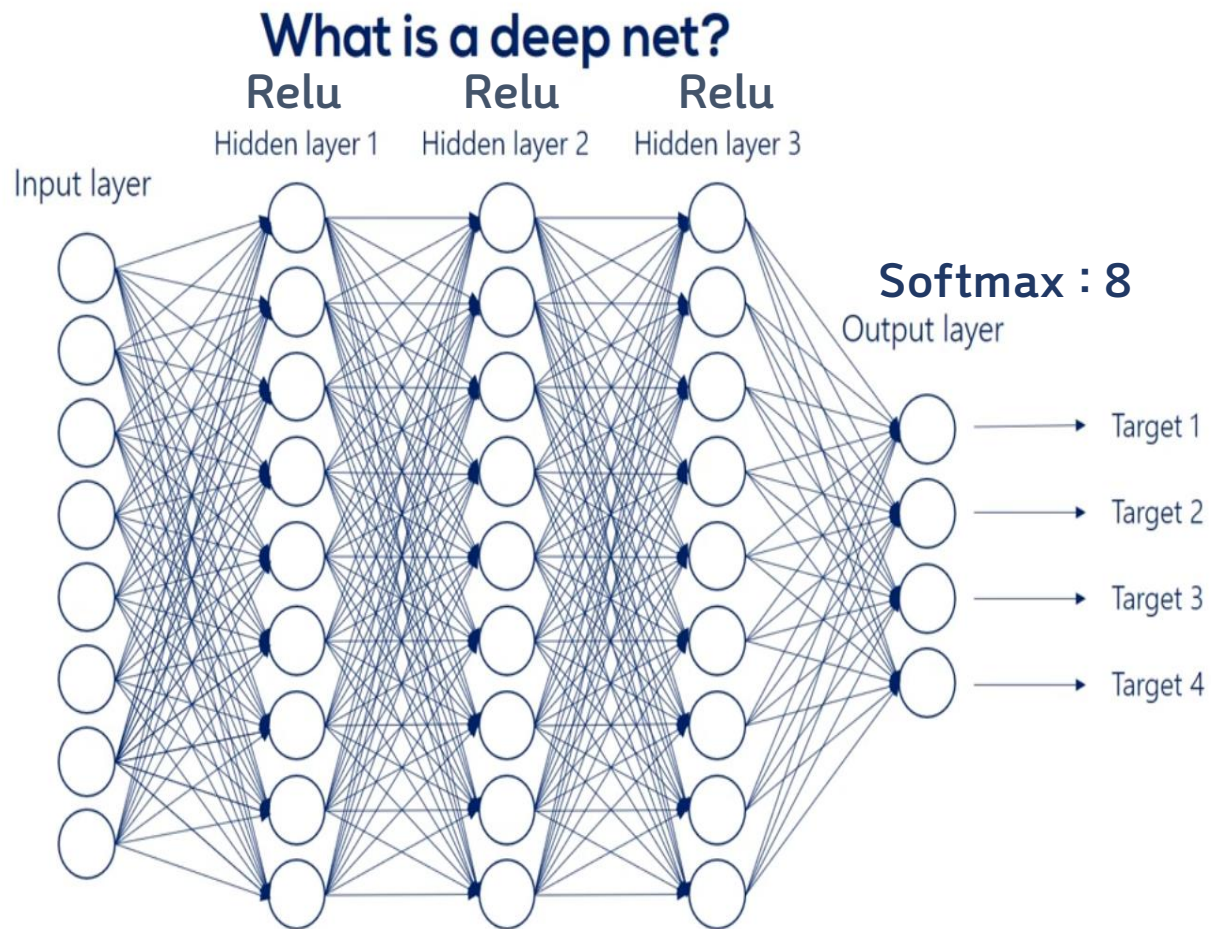 What is a deep net?
Relu Relu Relu
Hidden layer 1 Hidden layer 2 Hidden layer 3
Input layer
Softmax : 8
Output layer
Target 1
Target 2
Target 3
Target 4